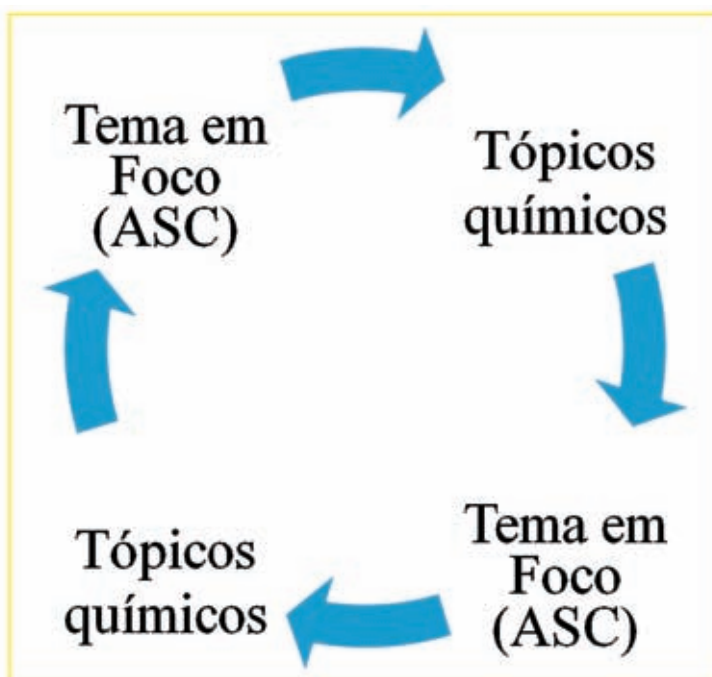 Tema em
Foco
(ASC)
Tópicos
químicos
Tema em
Foco
(ASC)
Tópicos
químicos